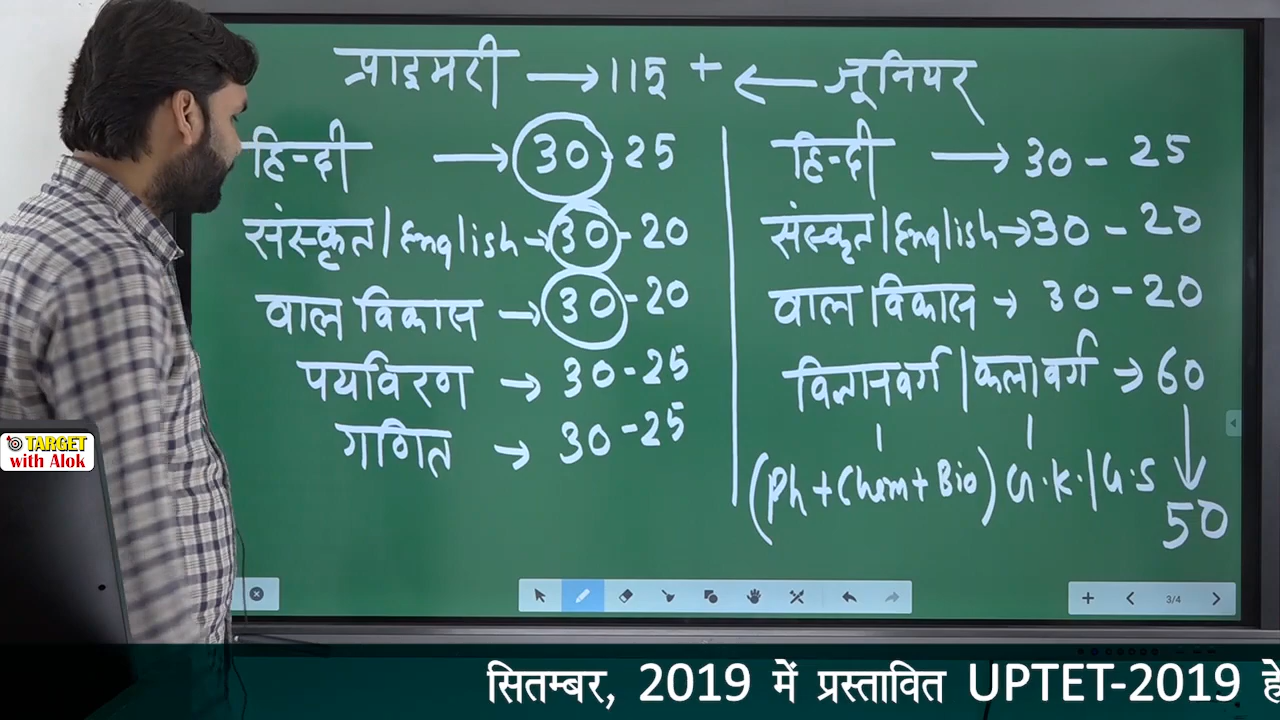 प्राइमरी → 115 + ← जूनियर
हिन्दी → 30 - 25
संस्कृत / English → 30 - 20
वाल विकास → 30 - 20
पर्यावरण → 30 - 25
गणित → 30 - 25
हिन्दी → 30 - 25
संस्कृत / English → 30 - 20
वाल विकास → 30 - 20
विज्ञानवर्ग / कलावर्ग → 60
(Ph + Chem + Bio) G.K. / G.S
50
TARGET
with Alok
3/4
सितम्बर, 2019 में प्रस्तावित UPTET-2019 हे